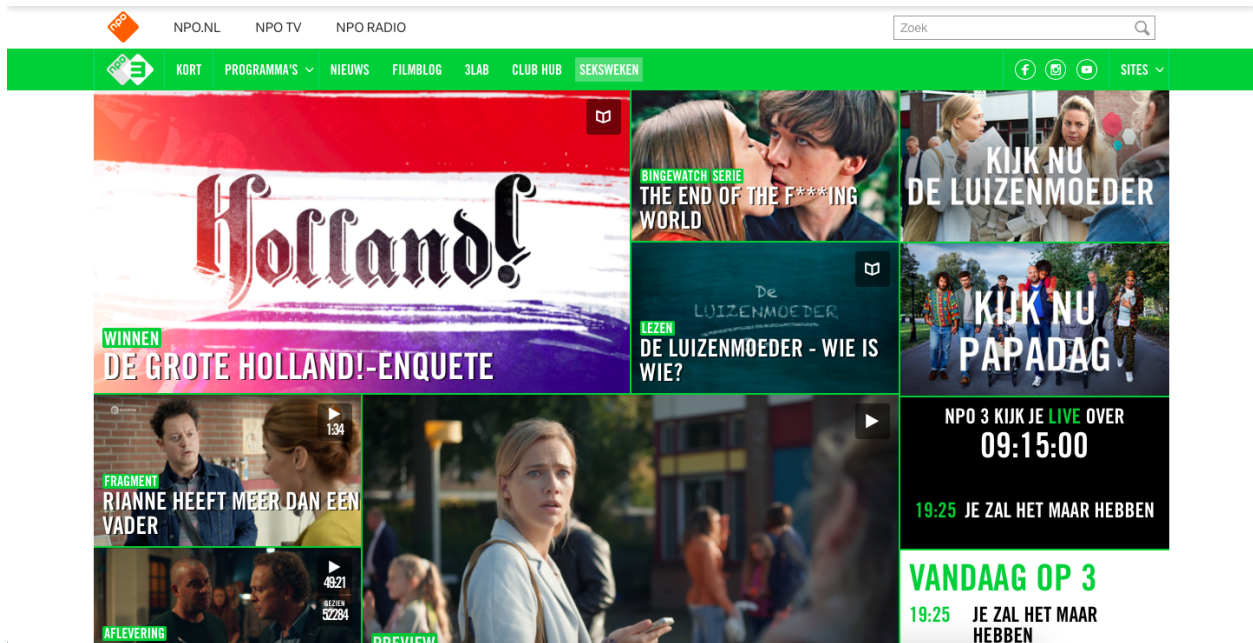 npo
NPO.NL
NPO TV
NPO RADIO
Zoek
npo 3
KORT
PROGRAMMA'S
NIEUWS
FILMBLOG
3LAB
CLUB HUB
SEKSWEKEN
SITES
Holland!
WINNEN
DE GROTE HOLLAND!-ENQUETE
BINGEWATCH SERIE
THE END OF THE F***ING
WORLD
KIJK NU
DE LUIZENMOEDER
De
LUIZENMOEDER
LEZEN
DE LUIZENMOEDER - WIE IS
WIE?
KIJK NU
PAPADAG
1:34
FRAGMENT
RIANNE HEEFT MEER DAN EEN
VADER
NPO 3 KIJK JE LIVE OVER
09:15:00
19:25 JE ZAL HET MAAR HEBBEN
49:21
GEZIEN
52284
AFLEVERING
PREVIEW
VANDAAG OP 3
19:25 JE ZAL HET MAAR
HEBBEN